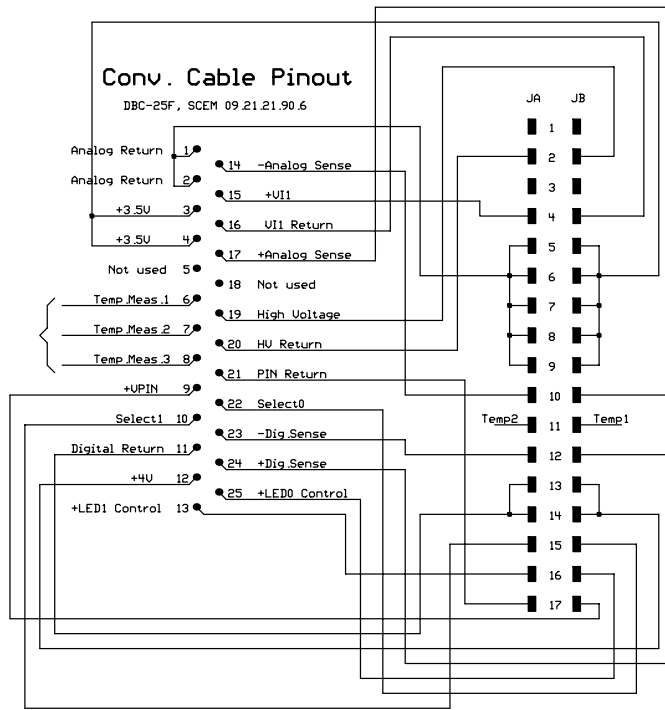 Conv. Cable Pinout
DBC-25F, SCEM 09.21.21.90.6
JA JB
Analog Return 1
Analog Return 2
+3.5V 3
+3.5V 4
Not used 5
Temp.Meas.1 6
Temp.Meas.2 7
Temp.Meas.3 8
+VPIN 9
Select1 10
Digital Return 11
+4V 12
+LED1 Control 13
14 -Analog Sense
15 +VI1
16 VI1 Return
17 +Analog Sense
18 Not used
19 High Voltage
20 HV Return
21 PIN Return
22 Select0
23 -Dig.Sense
24 +Dig.Sense
25 +LED0 Control
1
2
3
4
5
6
7
8
9
10
Temp2 11 Temp1
12
13
14
15
16
17